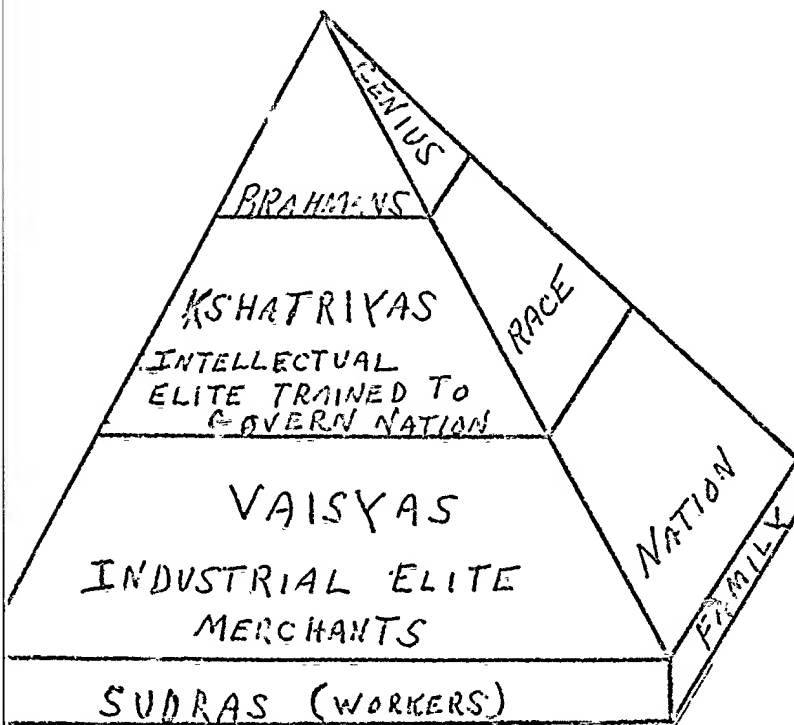 GENIUS
BRAHMANS
RACE
KSHATRIYAS
INTELLECTUAL
ELITE TRAINED TO
GOVERN NATION
NATION
VAISYAS
INDUSTRIAL ELITE
MERCHANTS
FAMILY
SUDRAS (WORKERS)